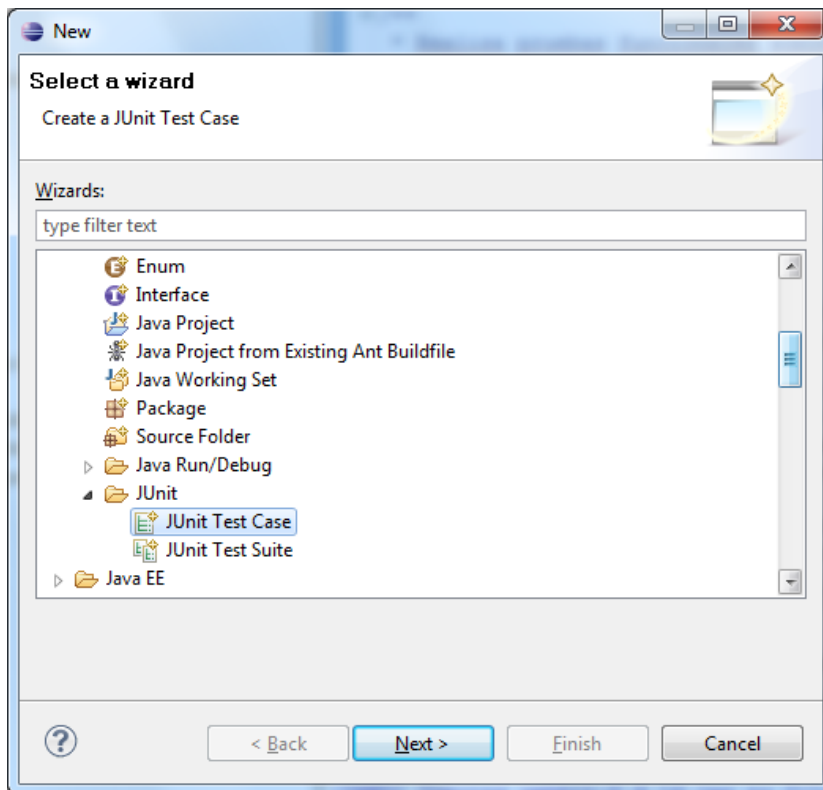 New
Select a wizard
Create a JUnit Test Case
Wizards:
type filter text
Enum
Interface
Java Project
Java Project from Existing Ant Buildfile
Java Working Set
Package
Source Folder
Java Run/Debug
JUnit
JUnit Test Case
JUnit Test Suite
Java EE
< Back Next > Finish Cancel